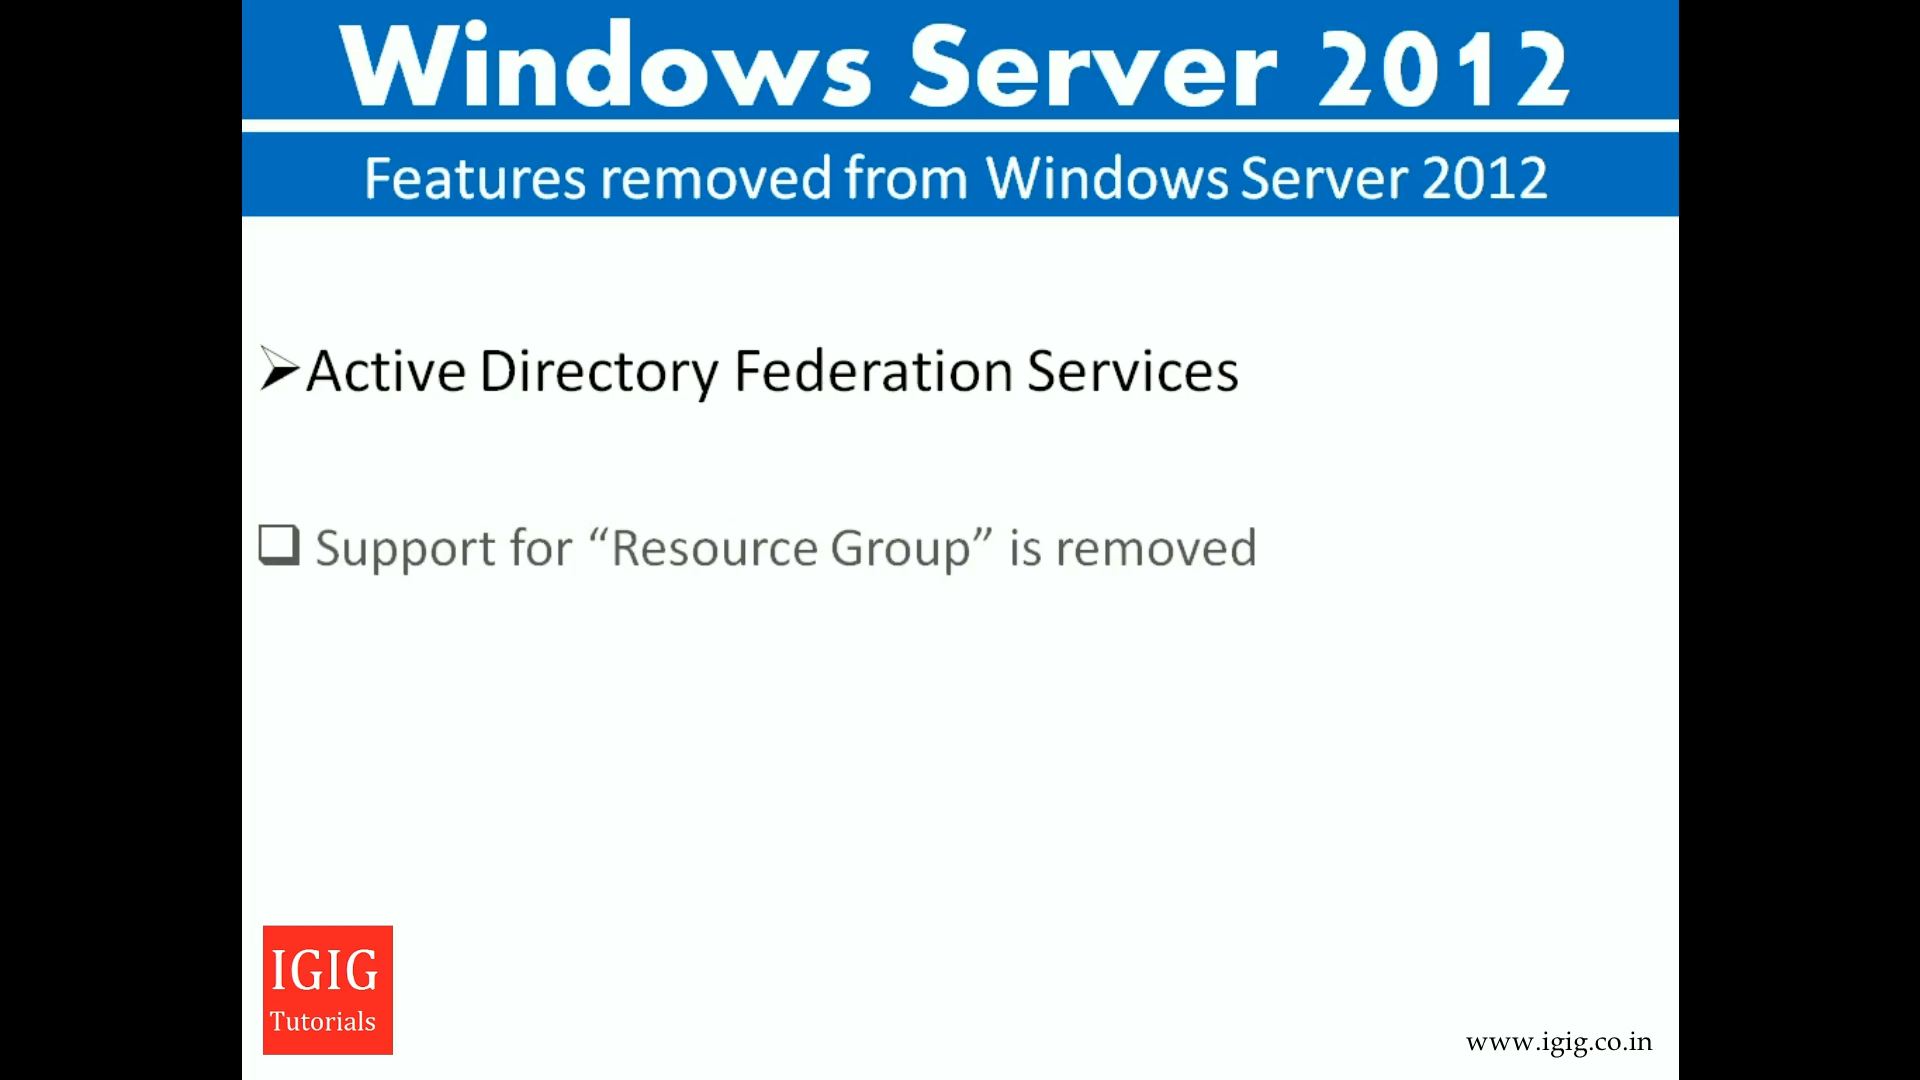 Windows Server 2012
Features removed from Windows Server 2012
Active Directory Federation Services
Support for “Resource Group” is removed
IGIG
Tutorials
www.igig.co.in